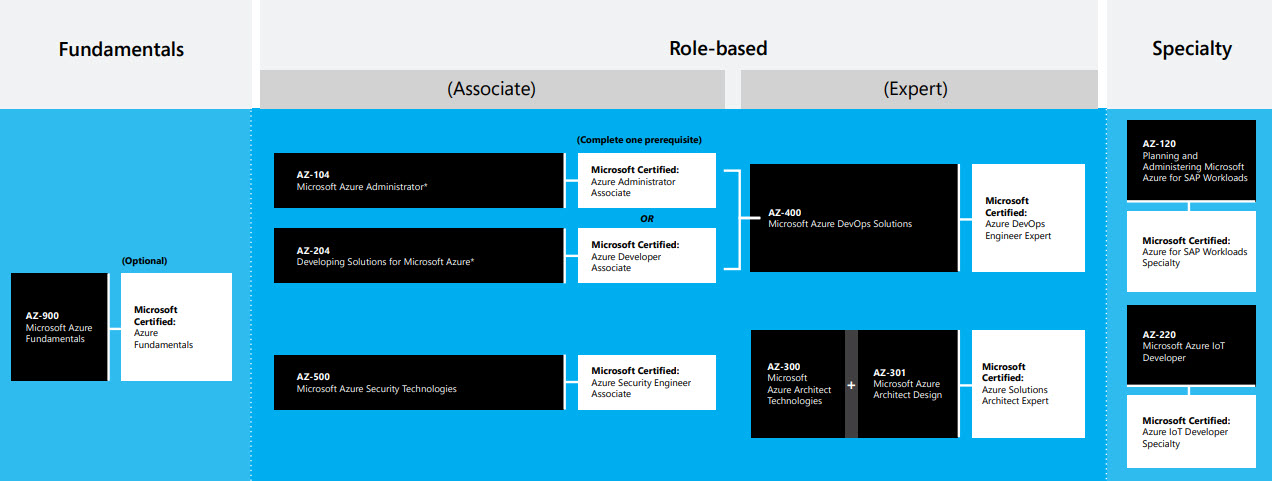 Fundamentals
Role-based
Specialty
(Associate)
(Expert)
(Optional)
AZ-900
Microsoft Azure
Fundamentals
Microsoft
Certified:
Azure
Fundamentals
(Complete one prerequisite)
AZ-104
Microsoft Azure Administrator*
Microsoft Certified:
Azure Administrator
Associate
OR
AZ-204
Developing Solutions for Microsoft Azure*
Microsoft Certified:
Azure Developer
Associate
AZ-500
Microsoft Azure Security Technologies
Microsoft Certified:
Azure Security Engineer
Associate
AZ-400
Microsoft Azure DevOps Solutions
Microsoft
Certified:
Azure DevOps
Engineer Expert
AZ-300
Microsoft
Azure Architect
Technologies
+
AZ-301
Microsoft Azure
Architect Design
Microsoft
Certified:
Azure Solutions
Architect Expert
AZ-120
Planning and
Administering Microsoft
Azure for SAP Workloads
Microsoft Certified:
Azure for SAP Workloads
Specialty
AZ-220
Microsoft Azure IoT
Developer
Microsoft Certified:
Azure IoT Developer
Specialty